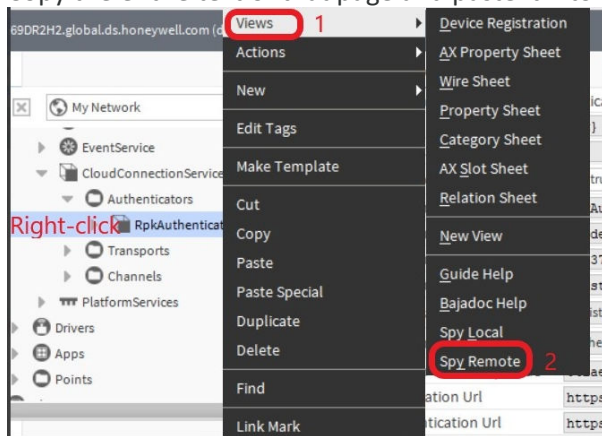 69DR2H2.global.ds.honeywell.com (d
Views 1
Device Registration
Actions
AX Property Sheet
Wire Sheet
New
My Network
Property Sheet
Edit Tags
EventService
Category Sheet
CloudConnectionService
Make Template
AX Slot Sheet
Authenticators
Relation Sheet
Cut
Right-click
RpkAuthenticat
Copy
New View
Transports
Paste
Channels
Guide Help
Paste Special
PlatformServices
Bajadoc Help
Duplicate
Drivers
Spy Local
Apps
Delete
Spy Remote 2
Points
Find
ation Url
https
Link Mark
tication Url
https